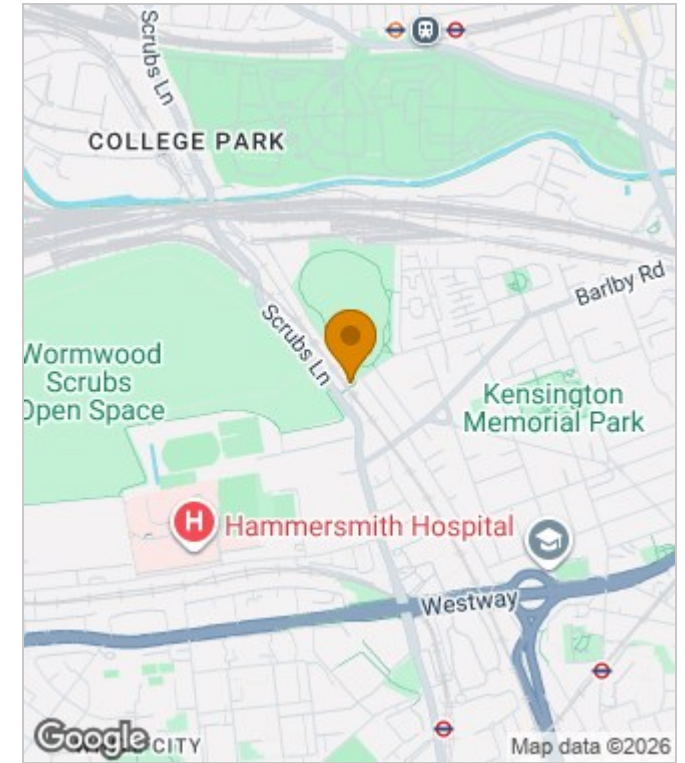 Scrubs Ln
COLLEGE PARK
Barlby Rd
Scrubs Ln
Wormwood
Scrubs
Open Space
Kensington
Memorial Park
H
Hammersmith Hospital
Westway
Google
CITY
Map data ©2026